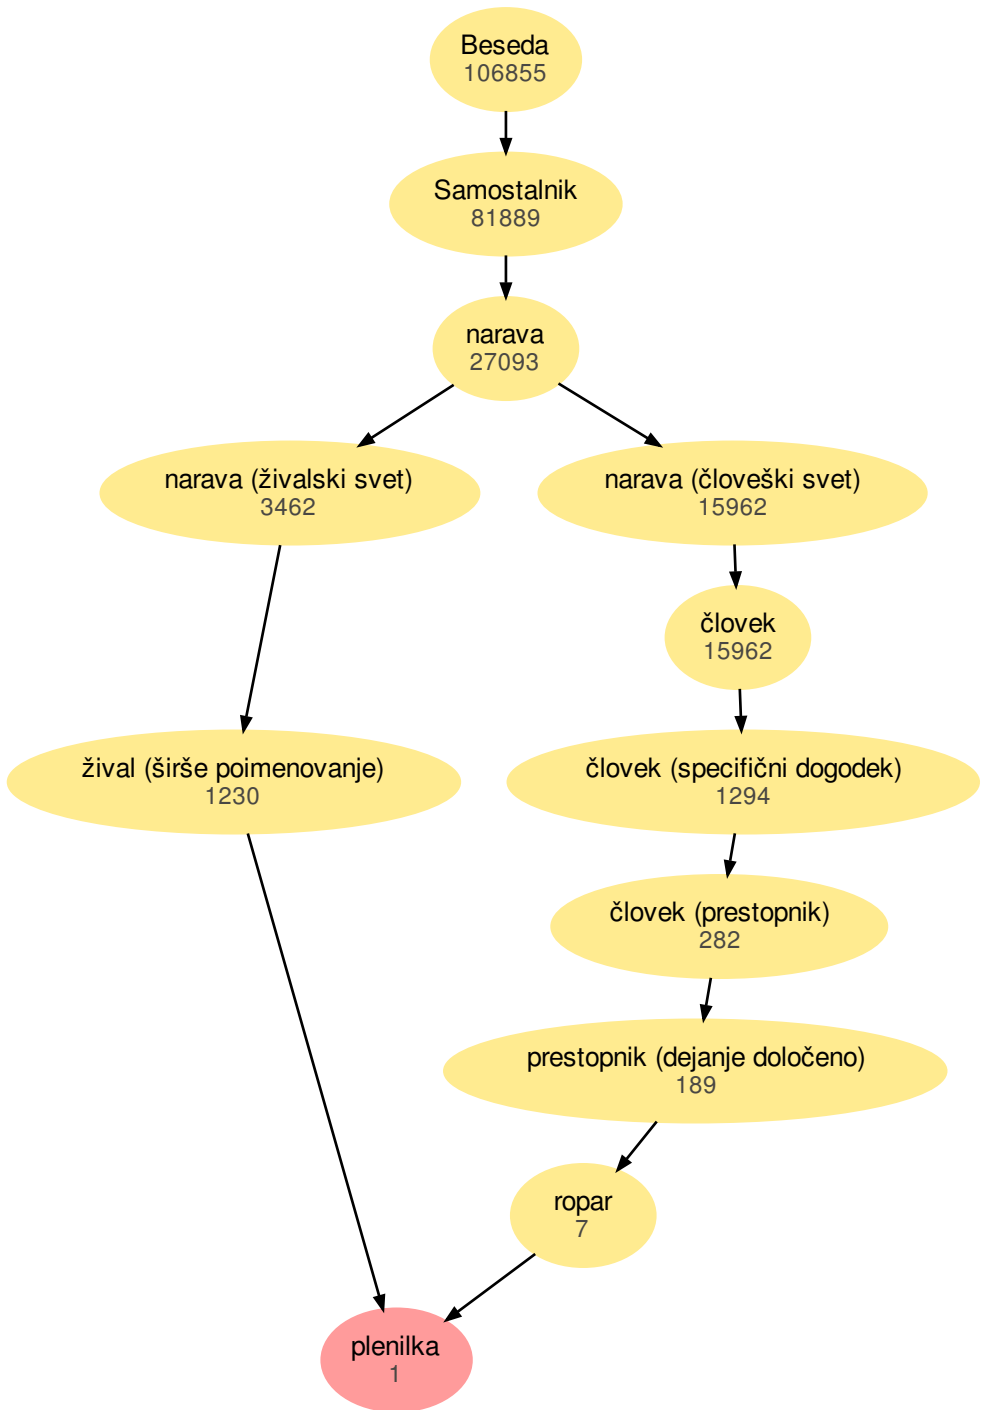 Beseda
106855
Samostalnik
81889
narava
27093
narava (živalski svet)
3462
narava (človeški svet)
15962
človek
15962
žival (širše poimenovanje)
1230
človek (specifični dogodek)
1294
človek (prestopnik)
282
prestopnik (dejanje določeno)
189
ropar
7
plenilka
1